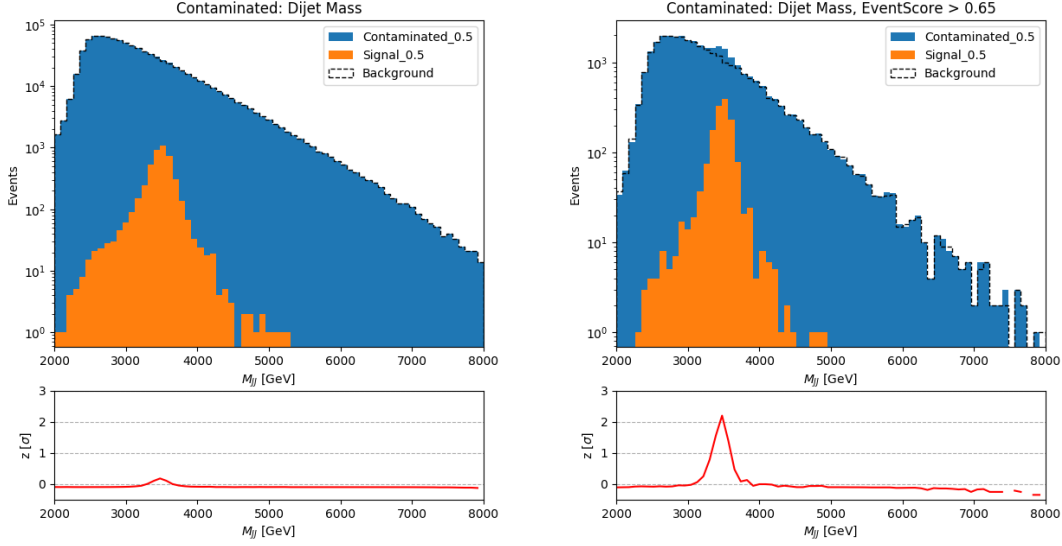 Contaminated: Dijet Mass
10^5
10^4
10^3
10^2
10^1
10^0
Events
Contaminated_0.5
Signal_0.5
Background
2000 3000 4000 5000 6000 7000 8000
M_JJ [GeV]
3
2
1
0
z [σ]
2000 3000 4000 5000 6000 7000 8000
M_JJ [GeV]
Contaminated: Dijet Mass, EventScore > 0.65
10^3
10^2
10^1
10^0
Events
Contaminated_0.5
Signal_0.5
Background
2000 3000 4000 5000 6000 7000 8000
M_JJ [GeV]
3
2
1
0
z [σ]
2000 3000 4000 5000 6000 7000 8000
M_JJ [GeV]